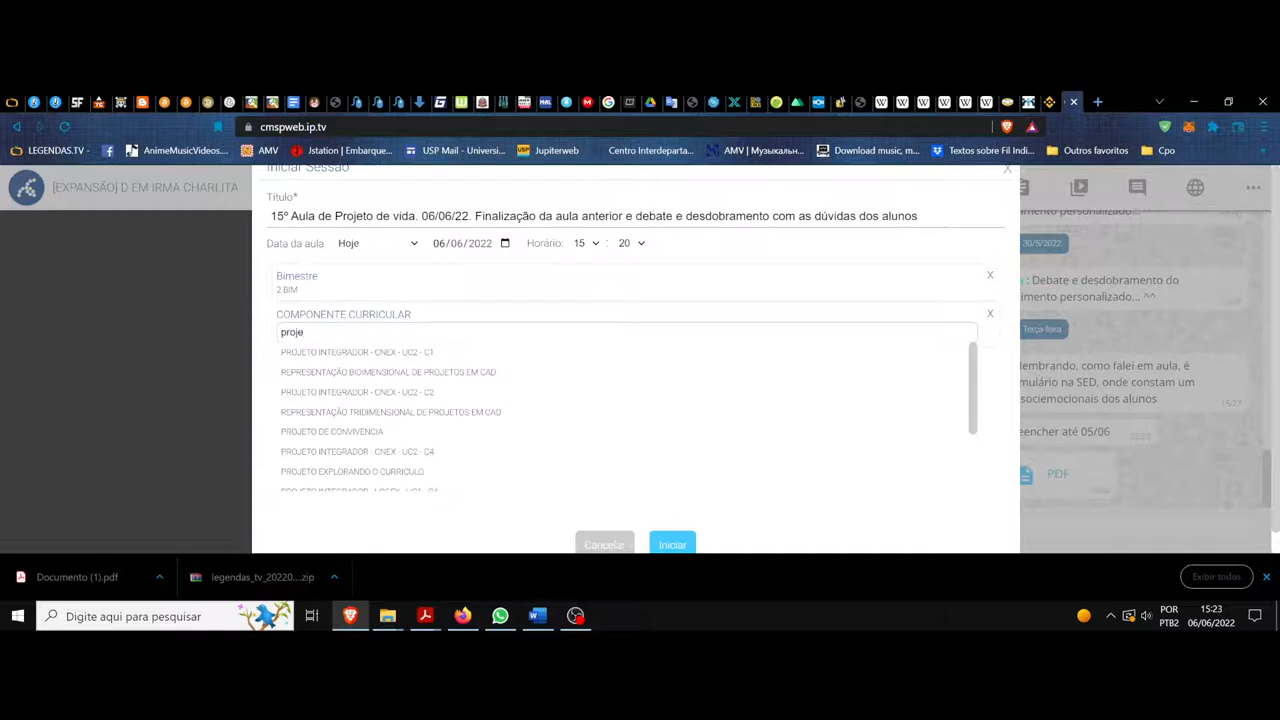 cmspweb.ip.tv
LEGENDAS.TV -
AnimeMusicVideos....
AMV
Jstation | Embarque...
USP Mail - Universi...
Jupiterweb
Centro Interdeparta...
AMV | Музыкальн...
Download music, m...
Textos sobre Fil Indi...
Outros favoritos
Cpo
Iniciar Sessão
X
[EXPANSÃO] D EM IRMA CHARLITA
Título*
15º Aula de Projeto de vida. 06/06/22. Finalização da aula anterior e debate e desdobramento com as dúvidas dos alunos
Data da aula Hoje 06/06/2022 Horário: 15 : 20
Bimestre X
2 BIM
COMPONENTE CURRICULAR X
proje
PROJETO INTEGRADOR - CNEX - UC2 - C1
REPRESENTAÇÃO BIDIMENSIONAL DE PROJETOS EM CAD
PROJETO INTEGRADOR - CNEX - UC2 - C2
REPRESENTAÇÃO TRIDIMENSIONAL DE PROJETOS EM CAD
PROJETO DE CONVIVENCIA
PROJETO INTEGRADOR - CNEX - UC2 - C4
PROJETO EXPLORANDO O CURRICULO
Cancelar Iniciar
30/5/2022
: Debate e desdobramento do
imento personalizado... ^^
Terça-feira
lembrando, como falei em aula, é
mulário na SED, onde constam um
sociemocionais dos alunos
15:27
eencher até 05/06
PDF
Documento (1).pdf
legendas_tv_20220....zip
Exibir todos
Digite aqui para pesquisar
POR
PTB2
15:23
06/06/2022